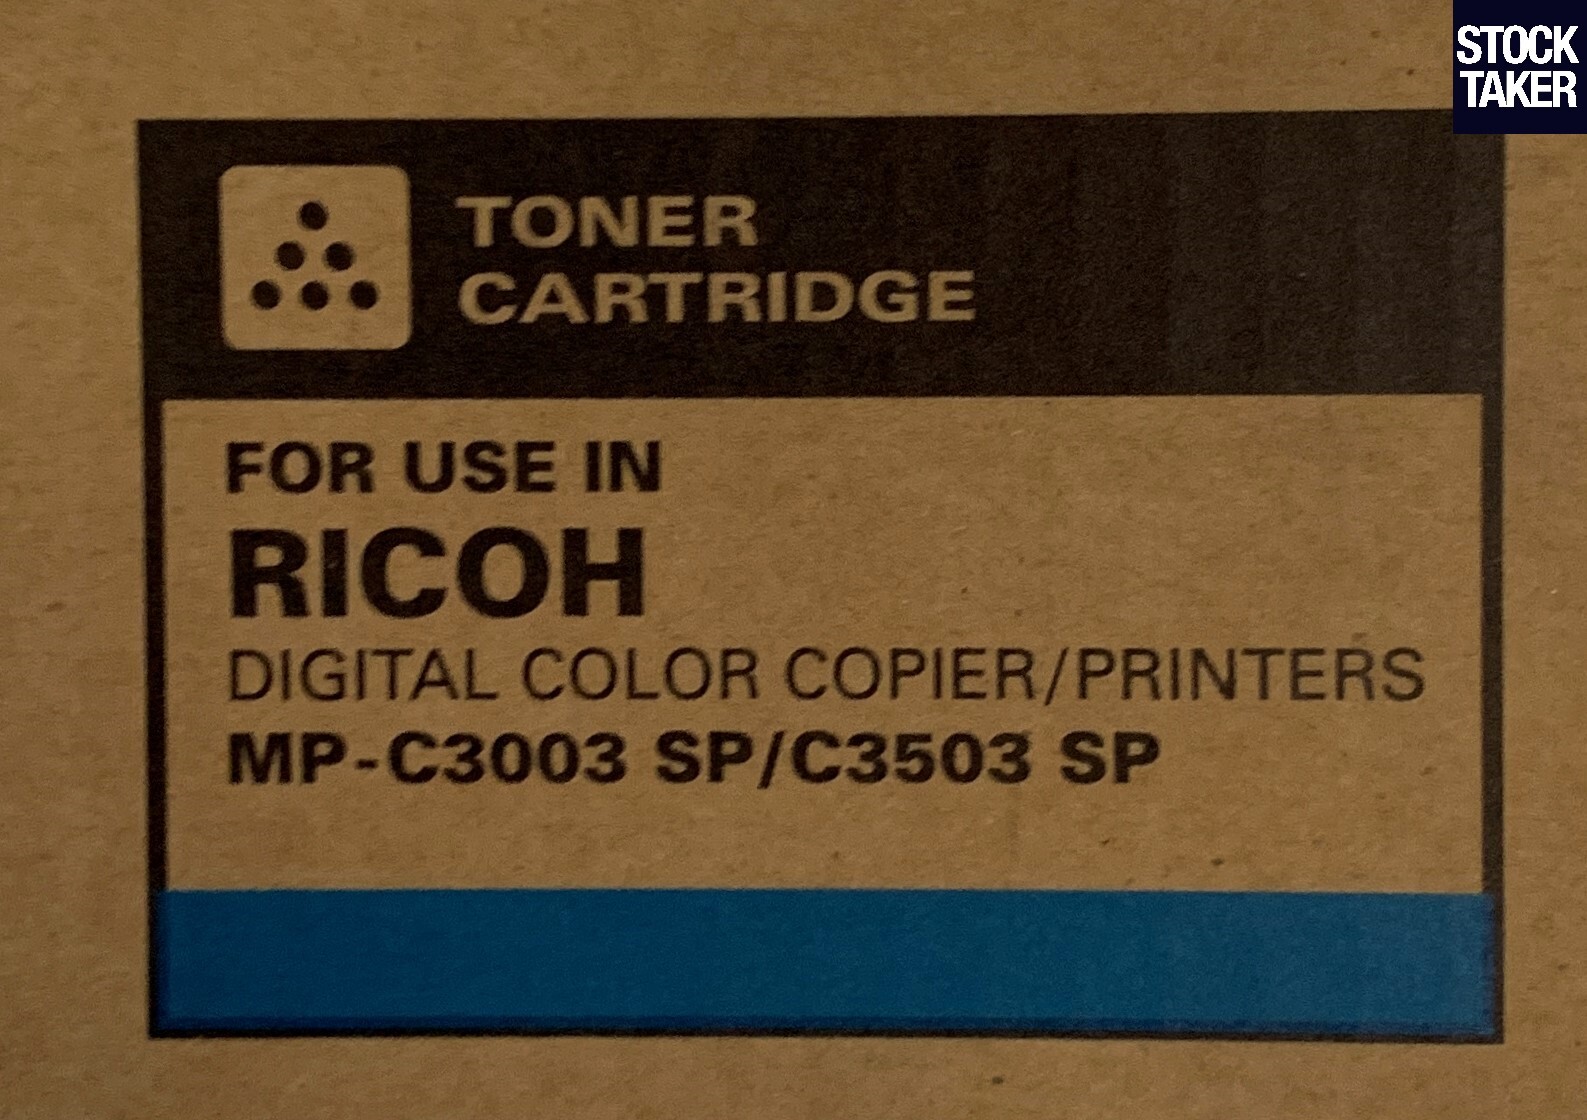 STOCK
TAKER
TONER
CARTRIDGE
FOR USE IN
RICOH
DIGITAL COLOR COPIER/PRINTERS
MP-C3003 SP/C3503 SP